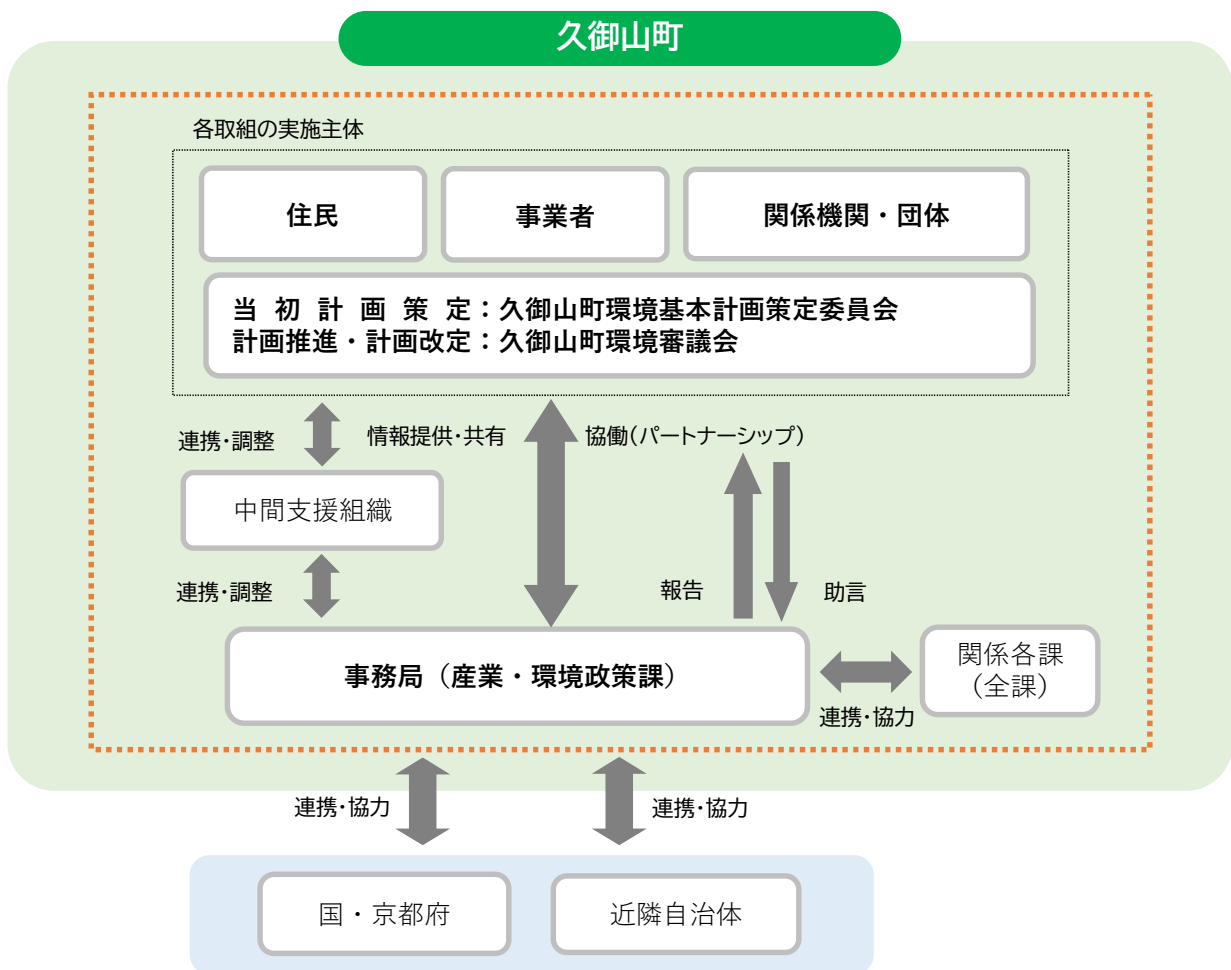 久御山町
各取組の実施主体
住民
事業者
関係機関・団体
当初計画策定：久御山町環境基本計画策定委員会
計画推進・計画改定：久御山町環境審議会
連携・調整
情報提供・共有
協働（パートナーシップ）
中間支援組織
連携・調整
報告
助言
事務局（産業・環境政策課）
関係各課
（全課）
連携・協力
連携・協力
連携・協力
国・京都府
近隣自治体